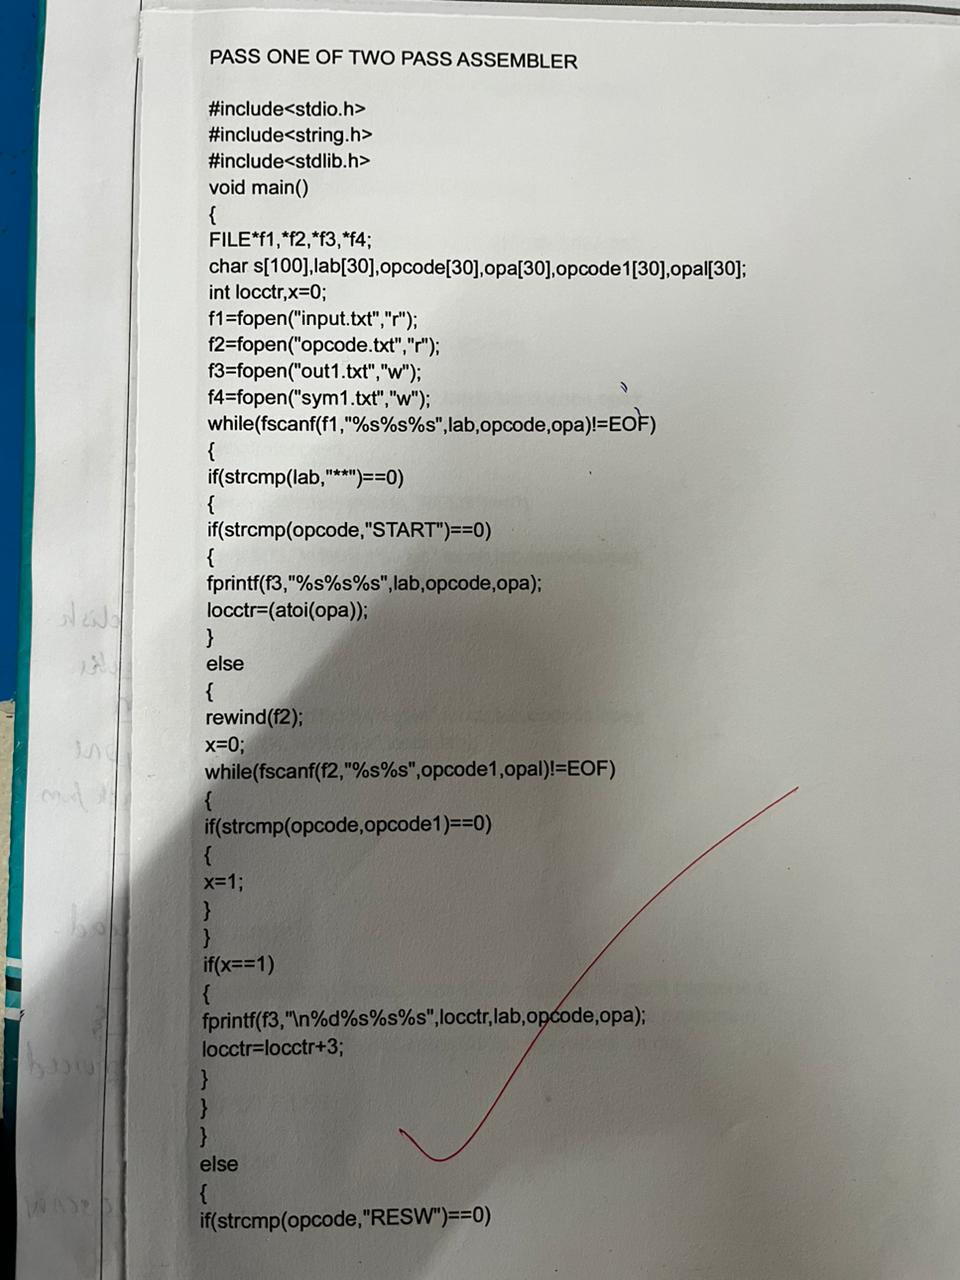 PASS ONE OF TWO PASS ASSEMBLER
#include<stdio.h>
#include<string.h>
#include<stdlib.h>
void main()
{
FILE*f1,*f2,*f3,*f4;
char s[100],lab[30],opcode[30],opa[30],opcode1[30],opal[30];
int locctr,x=0;
f1=fopen("input.txt","r");
f2=fopen("opcode.txt","r");
f3=fopen("out1.txt","w");
f4=fopen("sym1.txt","w");
while(fscanf(f1,"%s%s%s",lab,opcode,opa)!=EOF)
{
if(strcmp(lab,"**")==0)
{
if(strcmp(opcode,"START")==0)
{
fprintf(f3,"%s%s%s",lab,opcode,opa);
locctr=(atoi(opa));
}
else
{
rewind(f2);
x=0;
while(fscanf(f2,"%s%s",opcode1,opal)!=EOF)
{
if(strcmp(opcode,opcode1)==0)
{
x=1;
}
}
if(x==1)
{
fprintf(f3,"\n%d%s%s%s",locctr,lab,opcode,opa);
locctr=locctr+3;
}
}
}
else
{
if(strcmp(opcode,"RESW")==0)